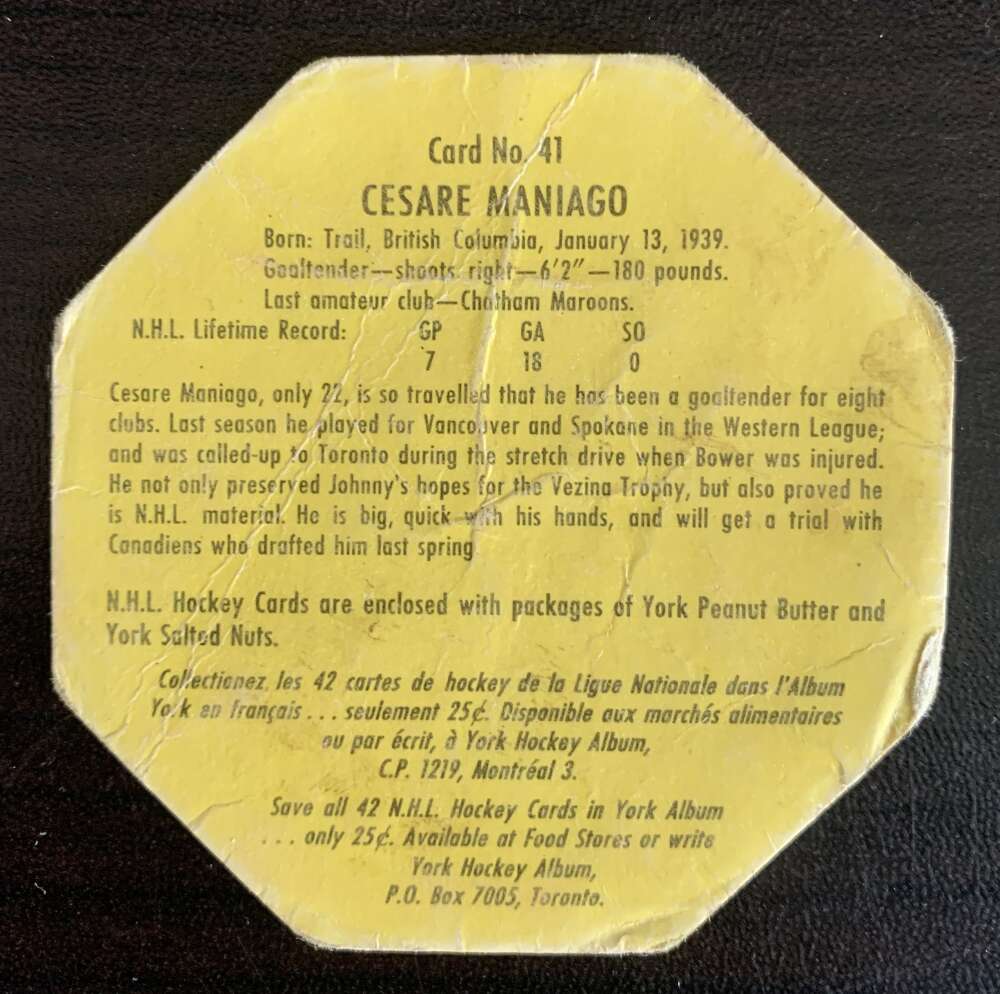 Card No. 41
CESARE MANIAGO
Born: Trail, British Columbia, January 13, 1939.
Goaltender—shoots right—6'2"—180 pounds.
Last amateur club—Chatham Maroons.
N.H.L. Lifetime Record: GP GA SO
7 18 0
Cesare Maniago, only 22, is so travelled that he has been a goaltender for eight
clubs. Last season he played for Vancouver and Spokane in the Western League;
and was called-up to Toronto during the stretch drive when Bower was injured.
He not only preserved Johnny's hopes for the Vezina Trophy, but also proved he
is N.H.L. material. He is big, quick with his hands, and will get a trial with
Canadiens who drafted him last spring
N.H.L. Hockey Cards are enclosed with packages of York Peanut Butter and
York Salted Nuts.
Collectionez les 42 cartes de hockey de la Ligue Nationale dans l'Album
York en français . . . seulement 25¢. Disponible aux marchés alimentaires
ou par écrit, à York Hockey Album,
C.P. 1219, Montréal 3.
Save all 42 N.H.L. Hockey Cards in York Album
. . . only 25¢. Available at Food Stores or write
York Hockey Album,
P.O. Box 7005, Toronto.